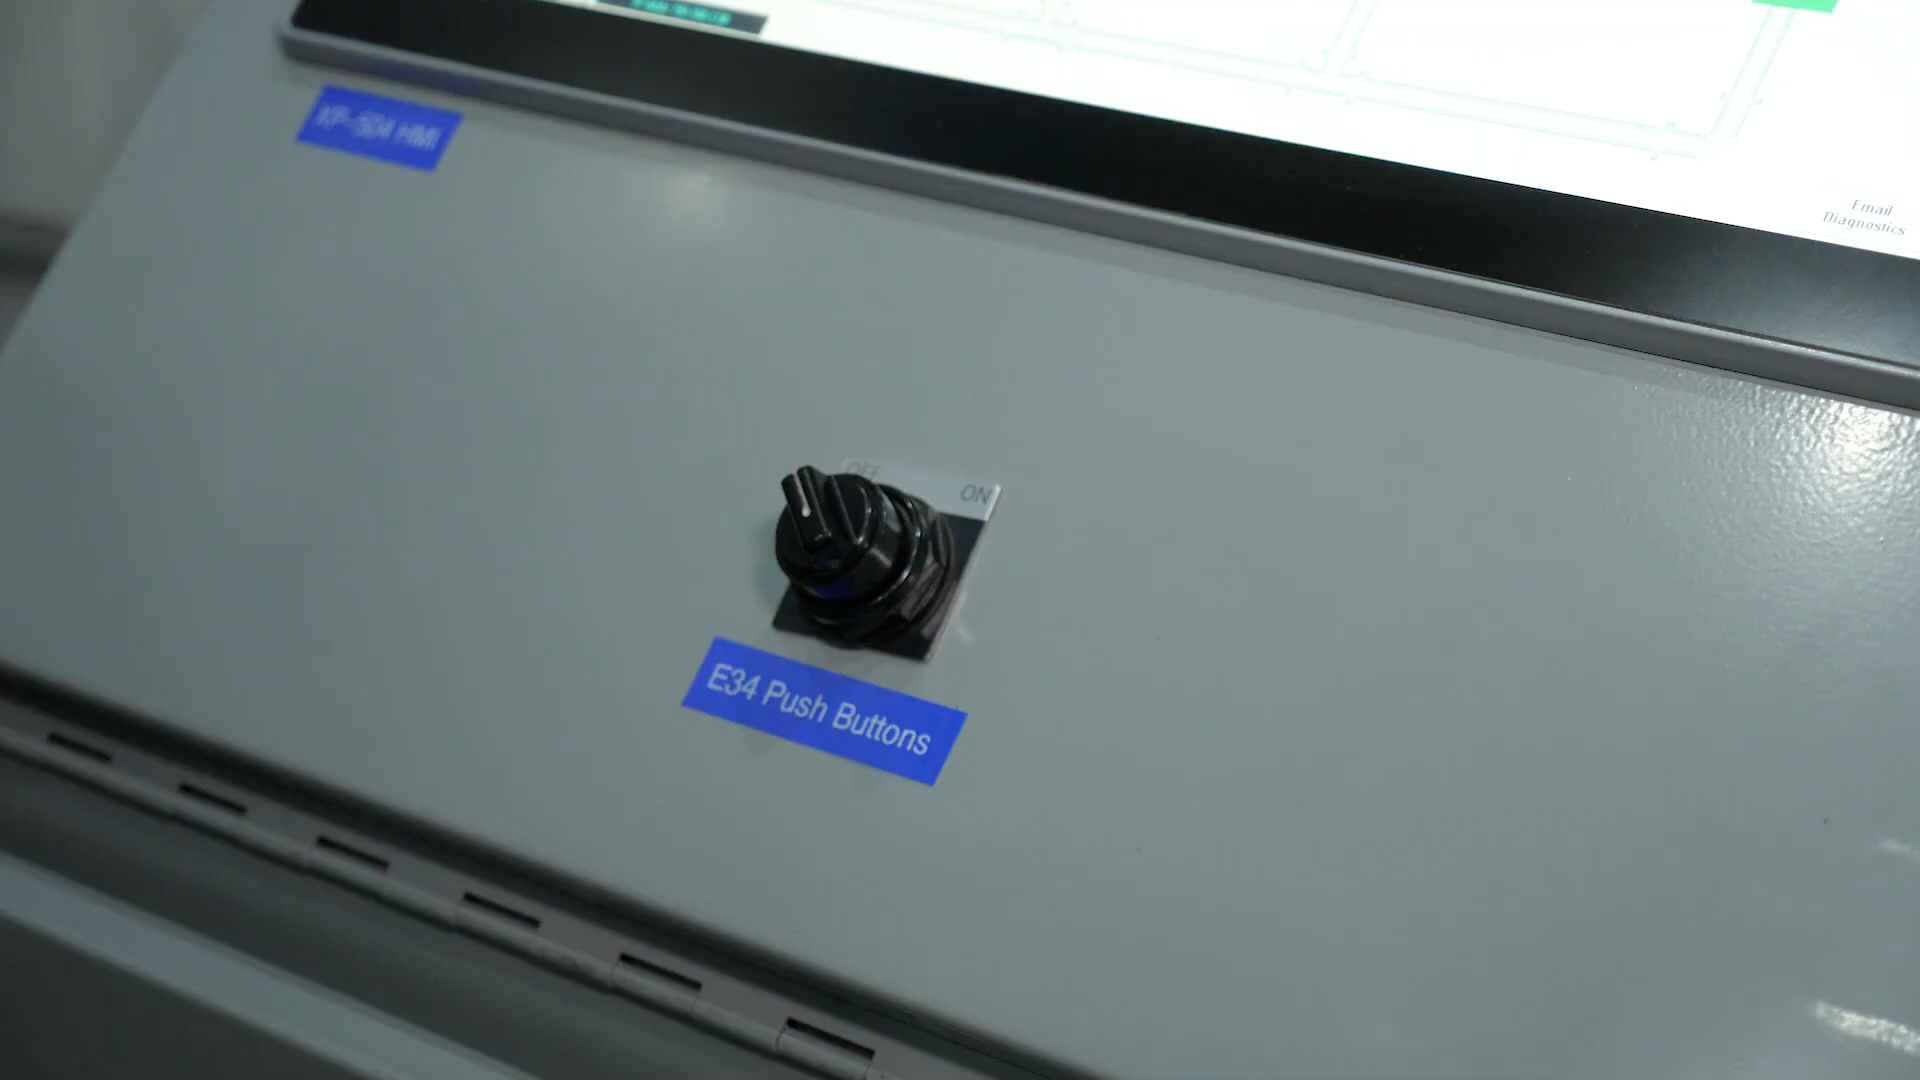 Email
Diagnostics
XP-504 HMI
OFF
ON
E34 Push Buttons